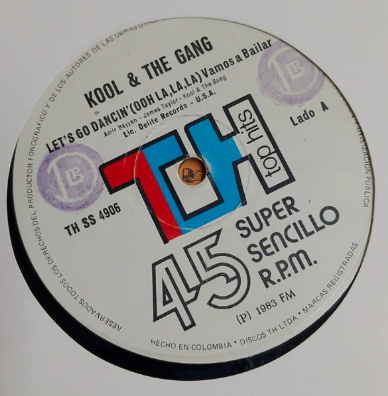 KOOL & THE GANG
LET'S GO DANCIN' (OOH LA, LA, LA) Vamos a Bailar
Amir Bayyan - James Taylor - Kool & The Gang
Lic. Delite Records - U.S.A.
Lado A
TH SS 4906
TH
top hits
45 SUPER
SENCILLO
R.P.M.
(P) 1983 FM
HECHO EN COLOMBIA • DISCOS TH LTDA • MARCAS REGISTRADAS
RESERVADOS TODOS LOS DERECHOS DEL PRODUCTOR FONOGRAFICO Y DE LOS AUTORES DE LAS OBRAS
PUBLICA